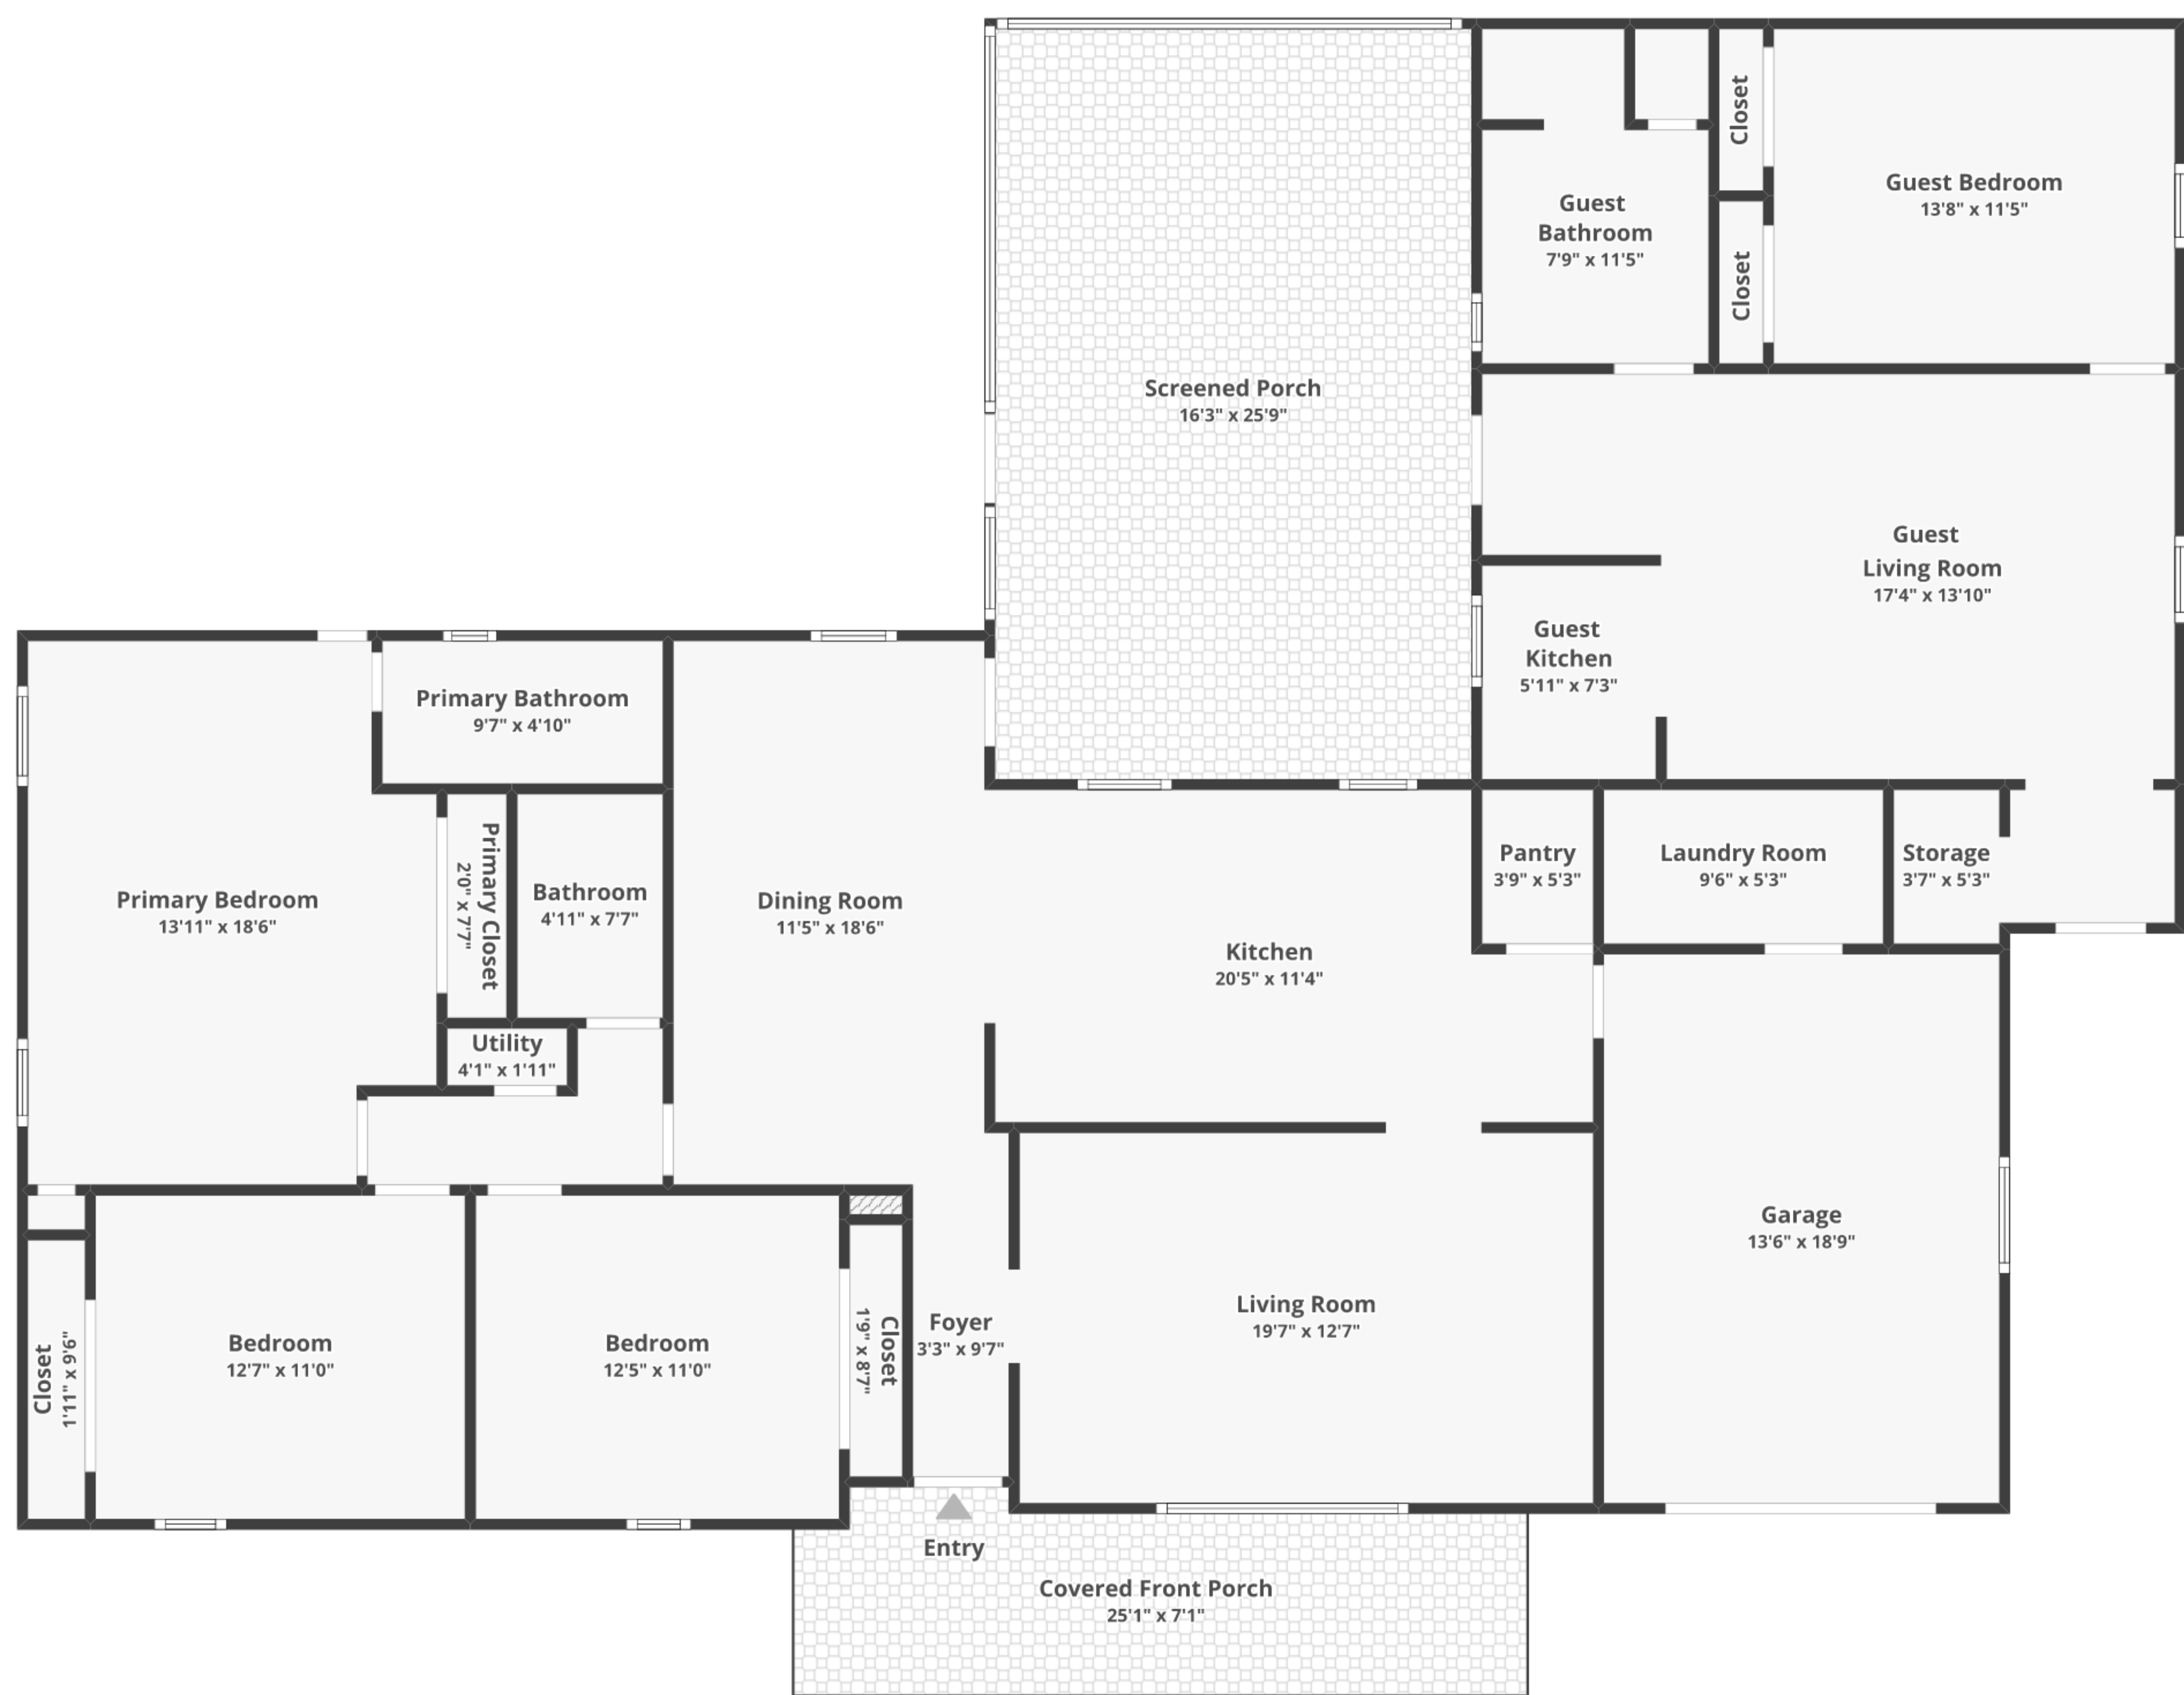 Closet
Guest Bedroom
13'8" x 11'5"
Guest
Bathroom
7'9" x 11'5"
Closet
Screened Porch
16'3" x 25'9"
Guest
Living Room
17'4" x 13'10"
Guest
Kitchen
5'11" x 7'3"
Primary Bathroom
9'7" x 4'10"
Primary Bedroom
13'11" x 18'6"
Primary Closet
2'0" x 7'7"
Bathroom
4'11" x 7'7"
Dining Room
11'5" x 18'6"
Kitchen
20'5" x 11'4"
Pantry
3'9" x 5'3"
Laundry Room
9'6" x 5'3"
Storage
3'7" x 5'3"
Utility
4'1" x 1'11"
Garage
13'6" x 18'9"
Closet
1'11" x 9'6"
Bedroom
12'7" x 11'0"
Bedroom
12'5" x 11'0"
Closet
1'9" x 8'7"
Foyer
3'3" x 9'7"
Living Room
19'7" x 12'7"
Entry
Covered Front Porch
25'1" x 7'1"